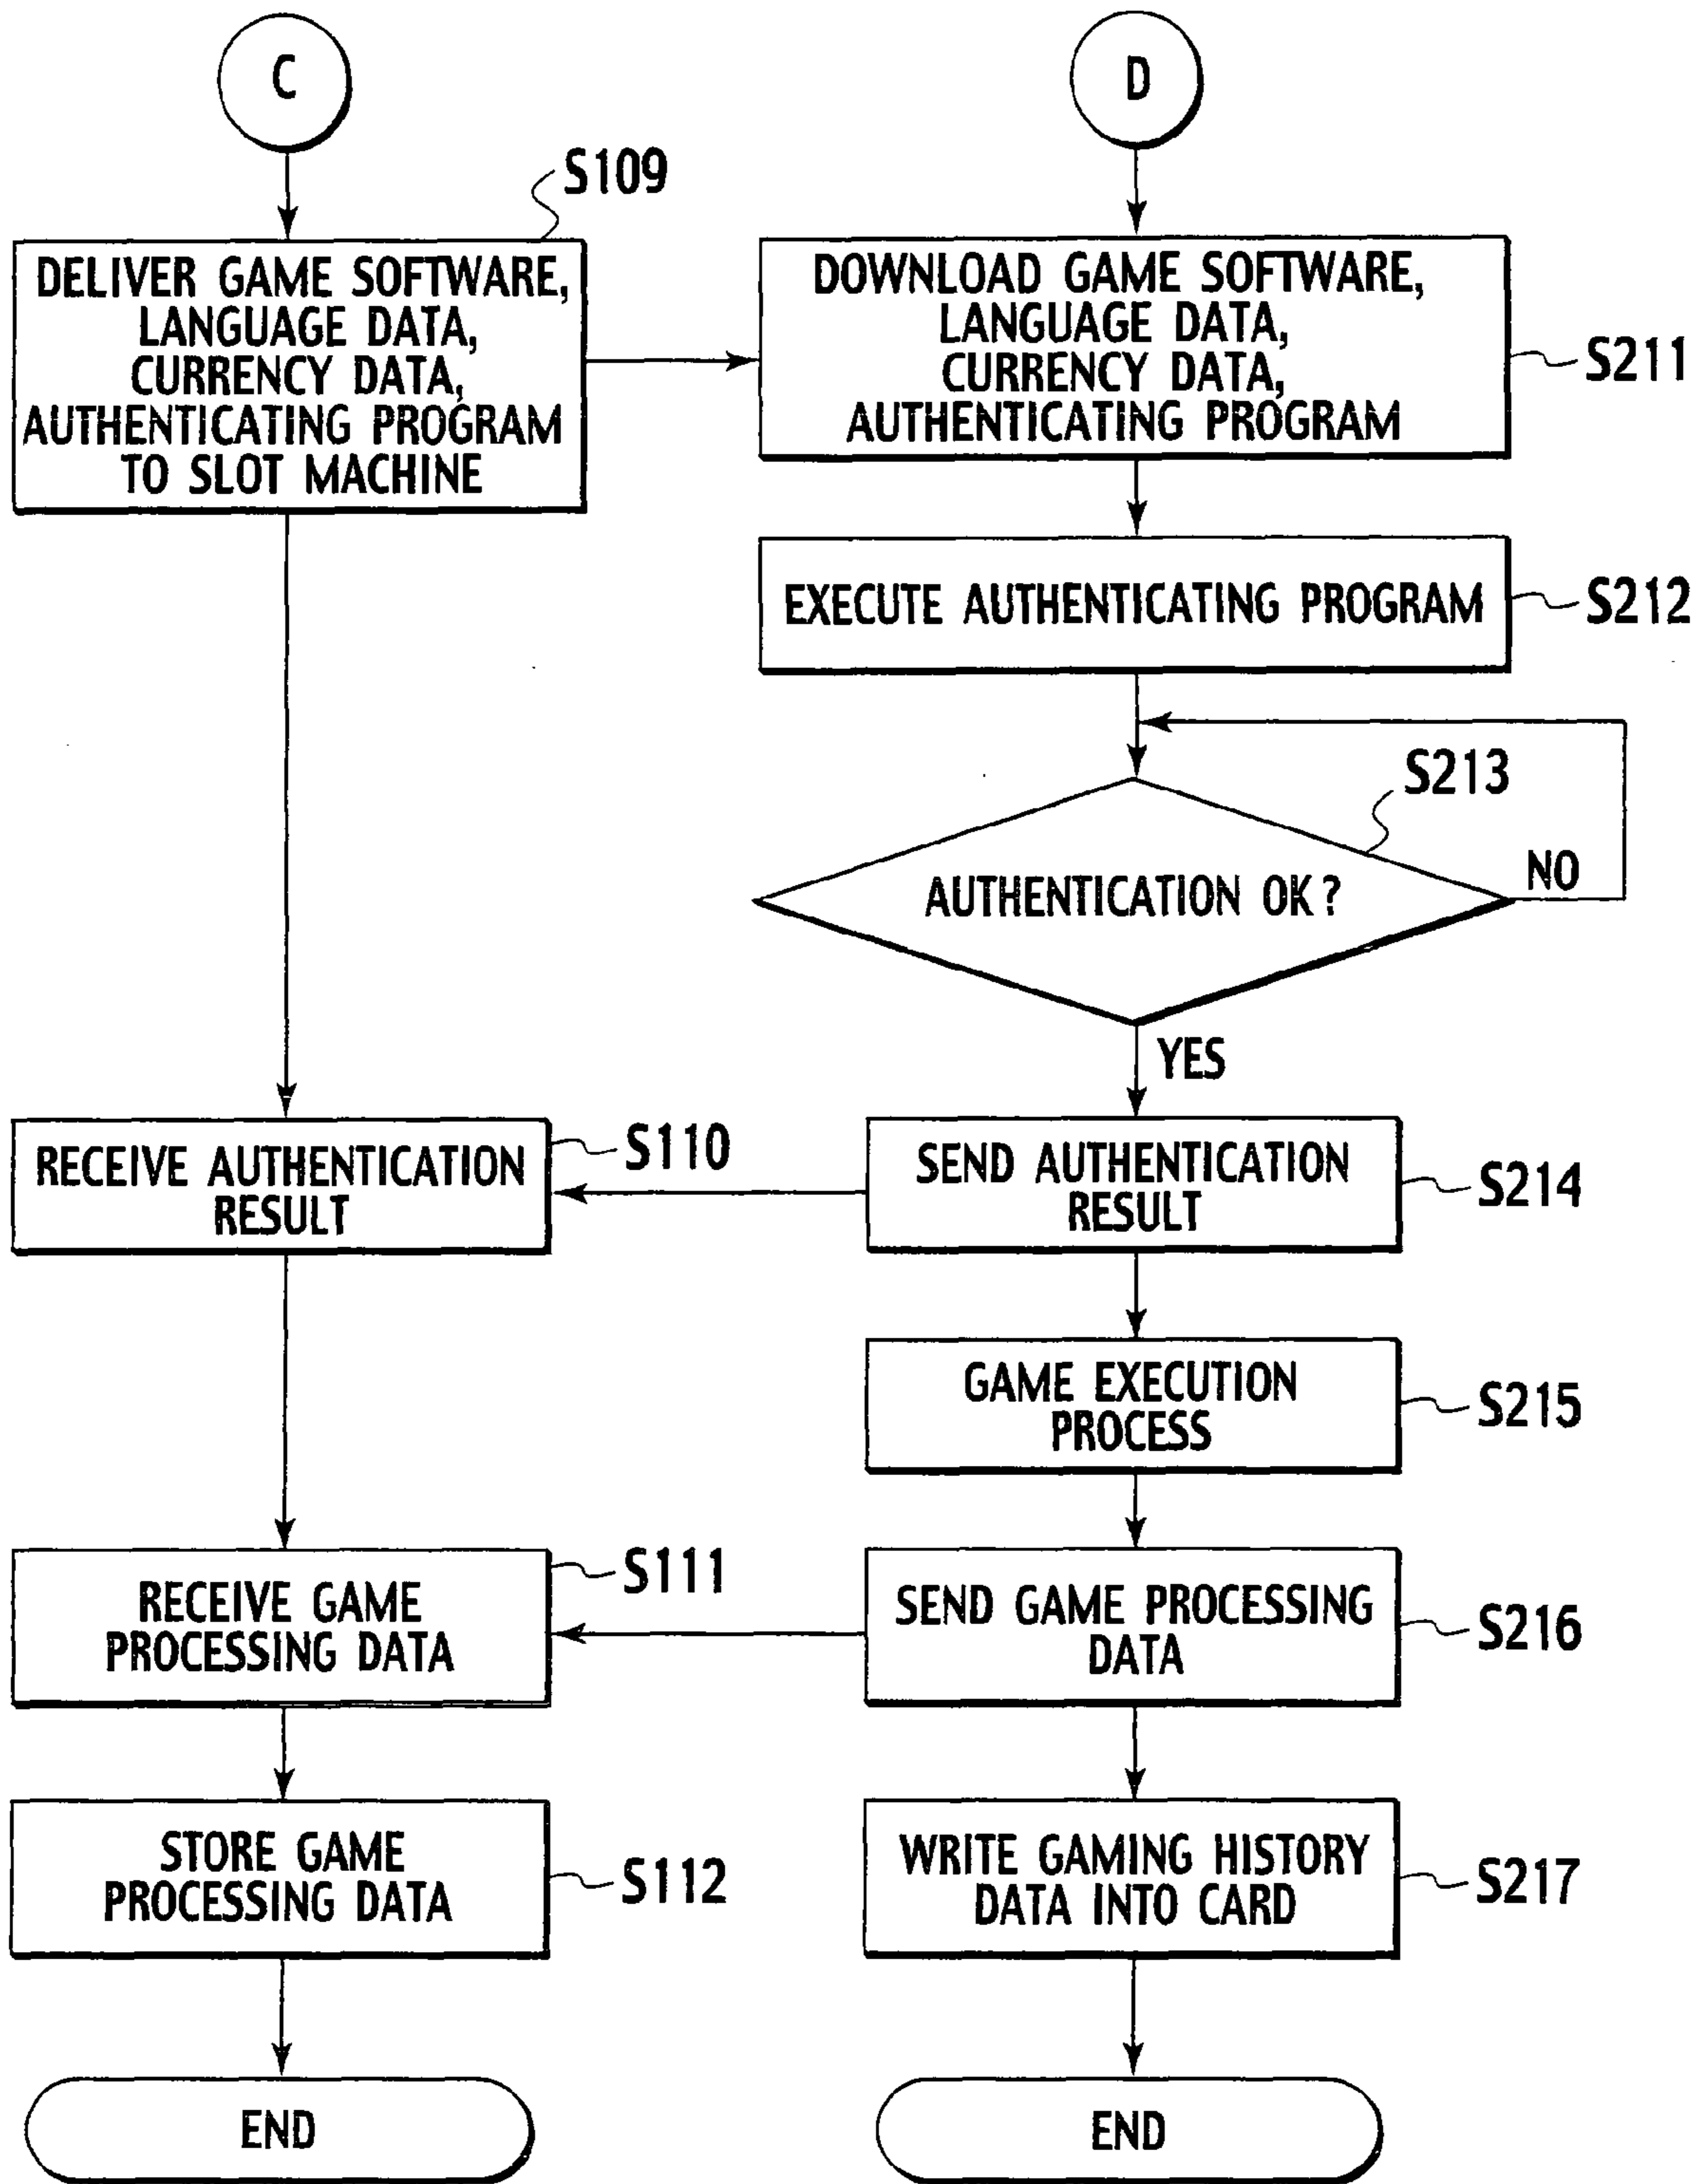 C
D
S109
DELIVER GAME SOFTWARE,
LANGUAGE DATA,
CURRENCY DATA,
AUTHENTICATING PROGRAM
TO SLOT MACHINE
DOWNLOAD GAME SOFTWARE,
LANGUAGE DATA,
CURRENCY DATA,
AUTHENTICATING PROGRAM
S211
EXECUTE AUTHENTICATING PROGRAM
S212
S213
AUTHENTICATION OK?
NO
YES
RECEIVE AUTHENTICATION
RESULT
S110
SEND AUTHENTICATION
RESULT
S214
GAME EXECUTION
PROCESS
S215
RECEIVE GAME
PROCESSING DATA
S111
SEND GAME PROCESSING
DATA
S216
STORE GAME
PROCESSING DATA
S112
WRITE GAMING HISTORY
DATA INTO CARD
S217
END
END